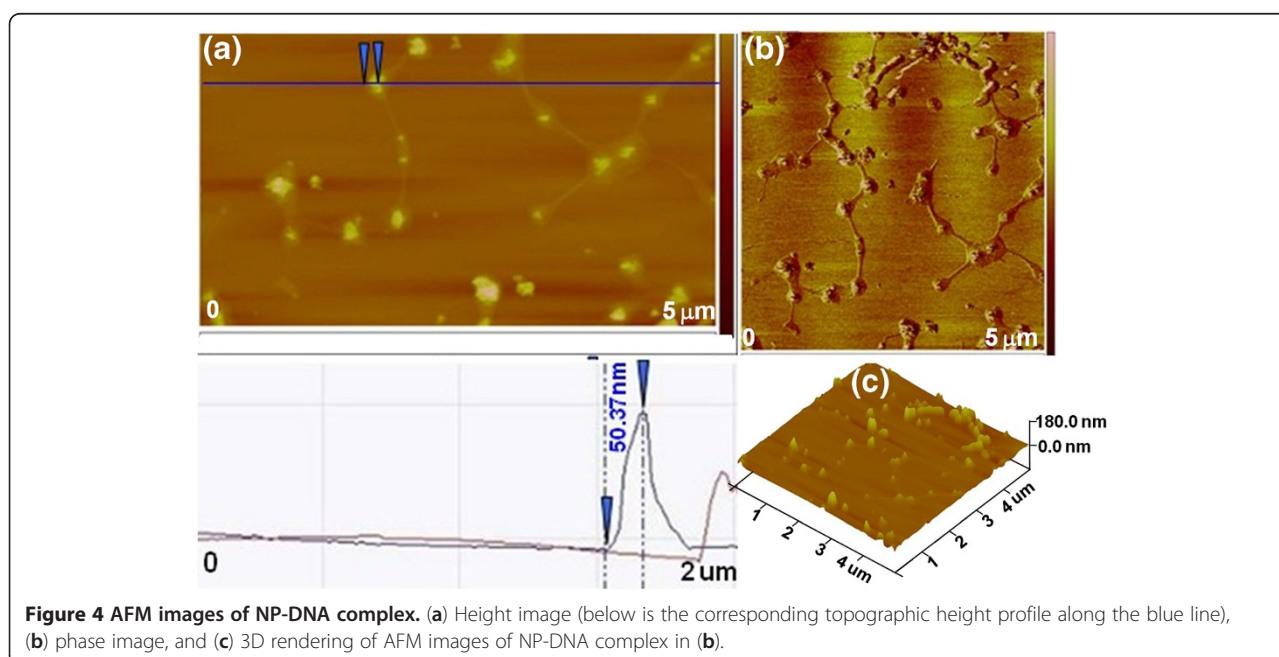 (a)
0
5 μm
(b)
0
5 μm
50.37nm
0
2 um
(c)
180.0 nm
0.0 nm
1
2
3
4 um
1
2
3
4 um
Figure 4 AFM images of NP-DNA complex. (a) Height image (below is the corresponding topographic height profile along the blue line),
(b) phase image, and (c) 3D rendering of AFM images of NP-DNA complex in (b).